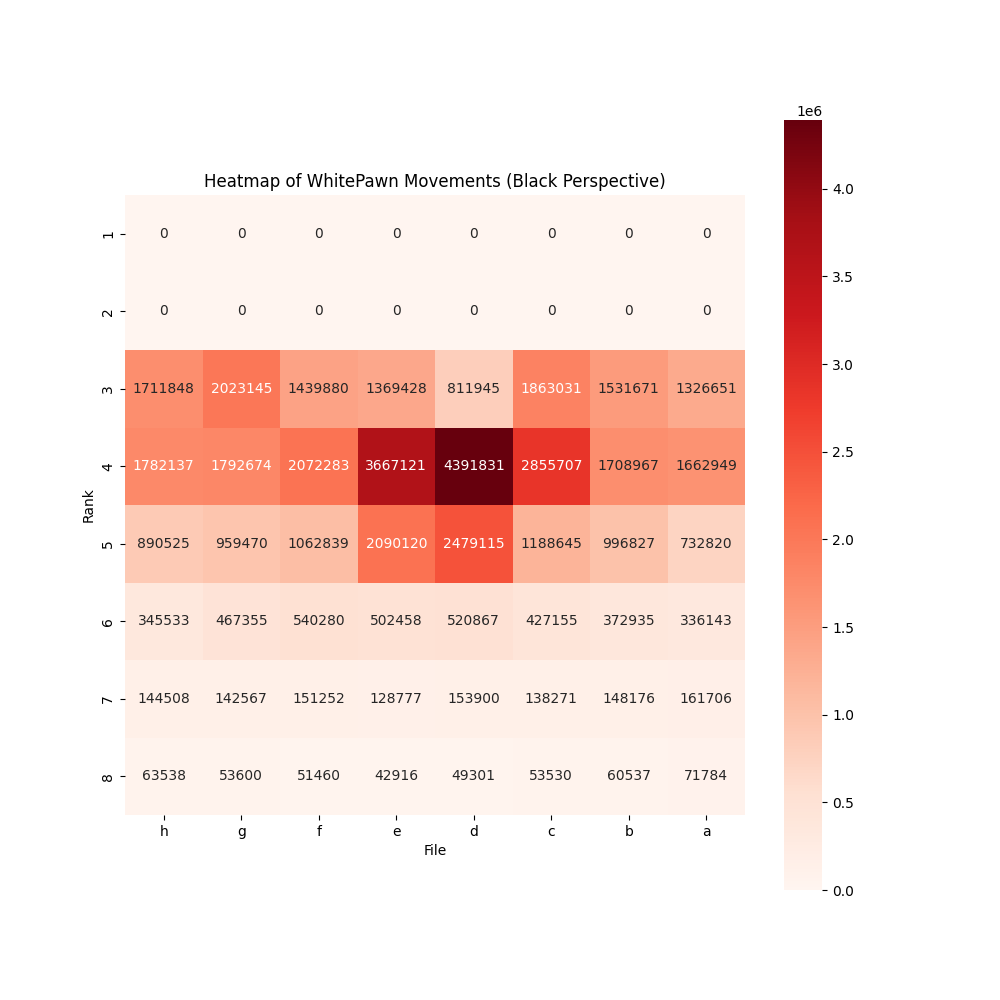 1e6
Heatmap of WhitePawn Movements (Black Perspective)
1 0 0 0 0 0 0 0 0
2 0 0 0 0 0 0 0 0
3 1711848 2023145 1439880 1369428 811945 1863031 1531671 1326651
4 1782137 1792674 2072283 3667121 4391831 2855707 1708967 1662949
Rank
5 890525 959470 1062839 2090120 2479115 1188645 996827 732820
6 345533 467355 540280 502458 520867 427155 372935 336143
7 144508 142567 151252 128777 153900 138271 148176 161706
8 63538 53600 51460 42916 49301 53530 60537 71784
h g f e d c b a
File
4.0
3.5
3.0
2.5
2.0
1.5
1.0
0.5
0.0